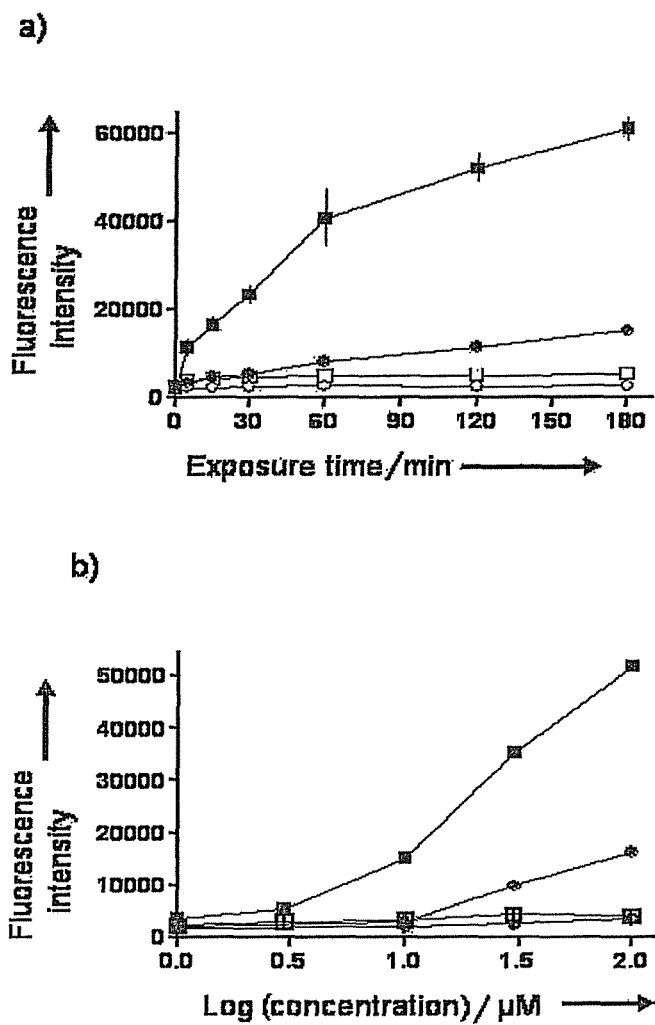 a)
60000
40000
20000
0
Fluorescence
intensity
0 30 60 90 120 150 180
Exposure time/min
b)
50000
40000
30000
20000
10000
0
Fluorescence
intensity
0.0 0.5 1.0 1.5 2.0
Log (concentration) / µM